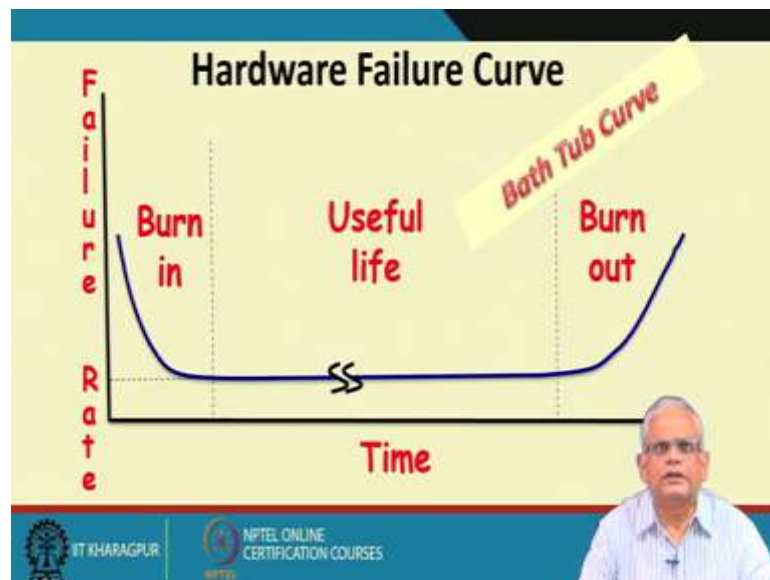 Hardware Failure Curve
Bath Tub Curve
Failure
Rate
Burn
in
Useful
life
Burn
out
Time
IIT KHARAGPUR
NPTEL ONLINE
CERTIFICATION COURSES
NPTEL